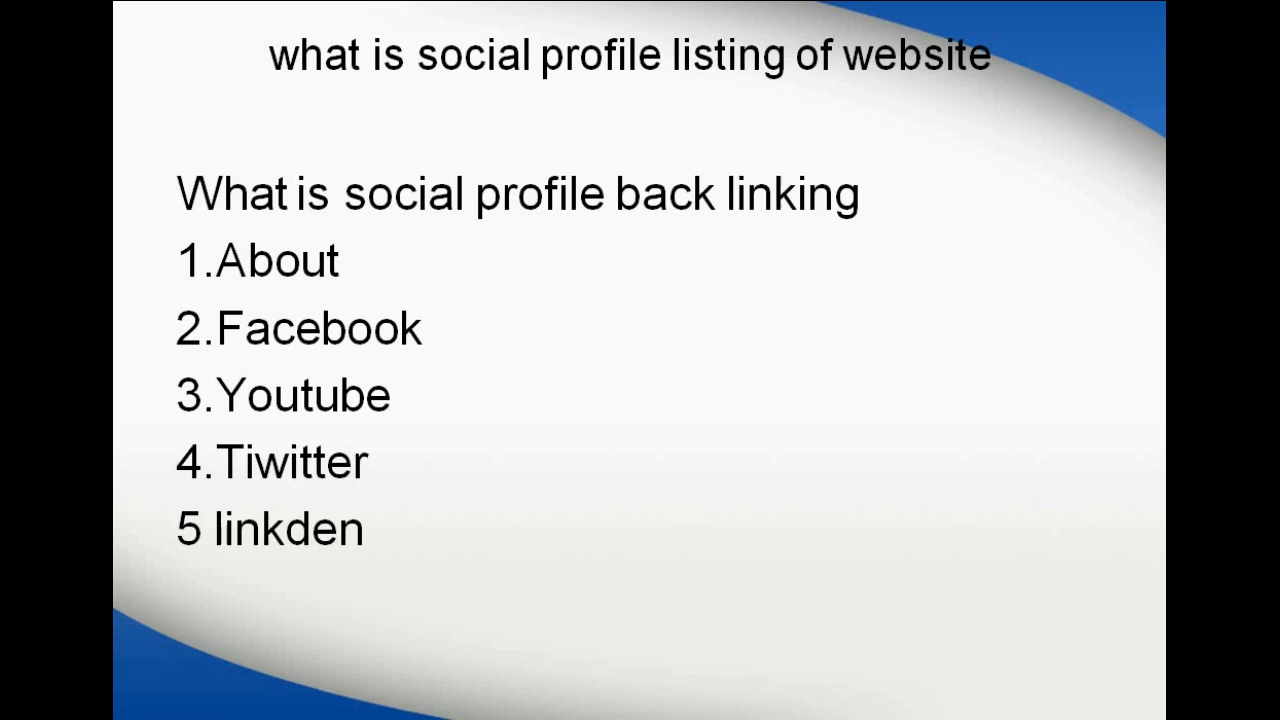 what is social profile listing of website
What is social profile back linking
1.About
2.Facebook
3.Youtube
4.Tiwitter
5 linkden